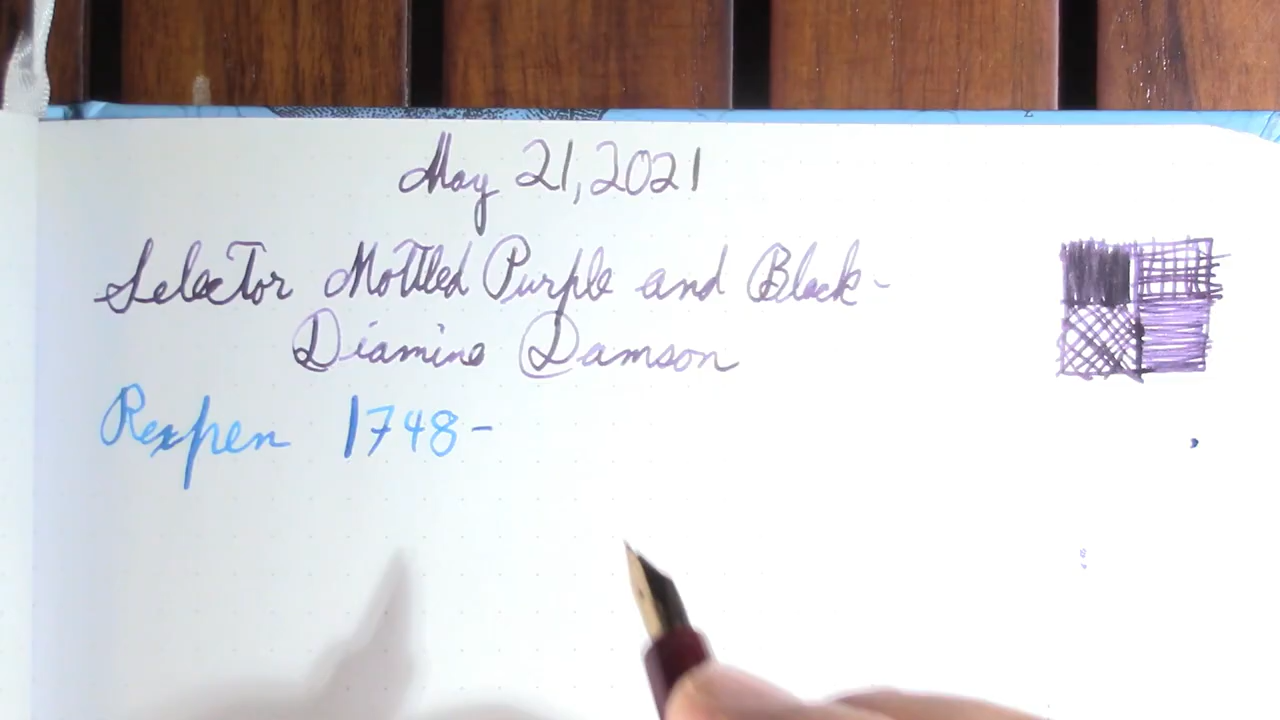 May 21, 2021
Selector Mottled Purple and Black -
Diamine Damson
Rexpen 1748 -